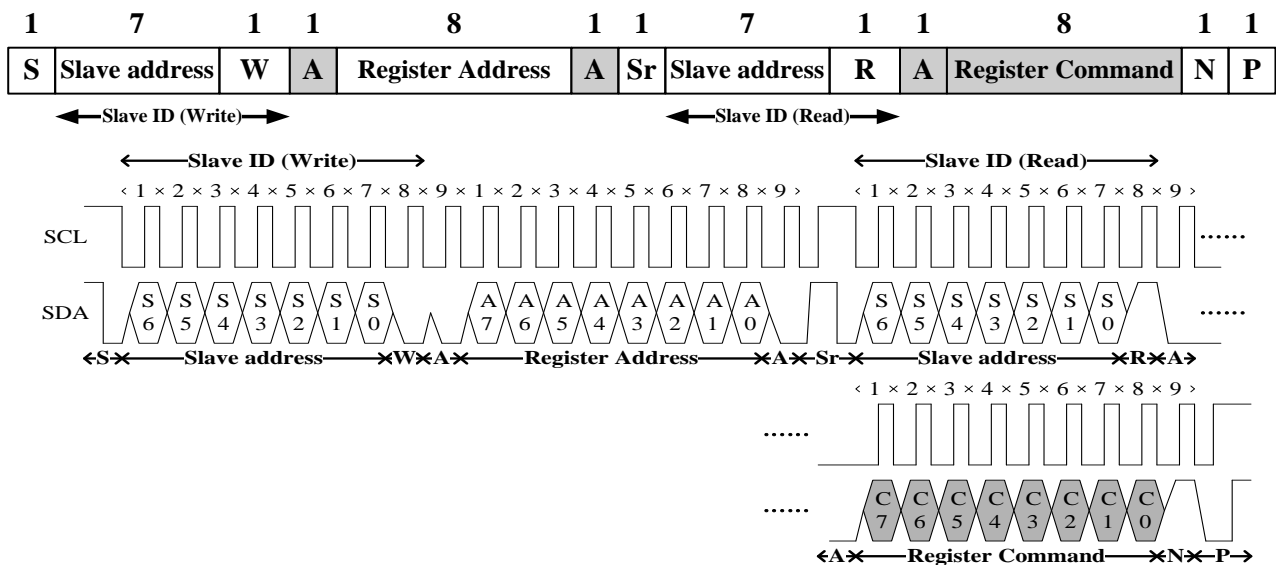 1 7 1 1 8 1 1 7 1 1 8 1 1
S Slave address W A Register Address A Sr Slave address R A Register Command N P
Slave ID (Write) Slave ID (Read)
Slave ID (Write) Slave ID (Read)
‹ 1 × 2 × 3 × 4 × 5 × 6 × 7 × 8 × 9 × 1 × 2 × 3 × 4 × 5 × 6 × 7 × 8 × 9 › ‹ 1 × 2 × 3 × 4 × 5 × 6 × 7 × 8 × 9 ›
SCL ......
SDA S6 S5 S4 S3 S2 S1 S0 A7 A6 A5 A4 A3 A2 A1 A0 S6 S5 S4 S3 S2 S1 S0 ......
S Slave address W A Register Address A Sr Slave address R A
‹ 1 × 2 × 3 × 4 × 5 × 6 × 7 × 8 × 9 ›
......
...... C7 C6 C5 C4 C3 C2 C1 C0
A Register Command N P